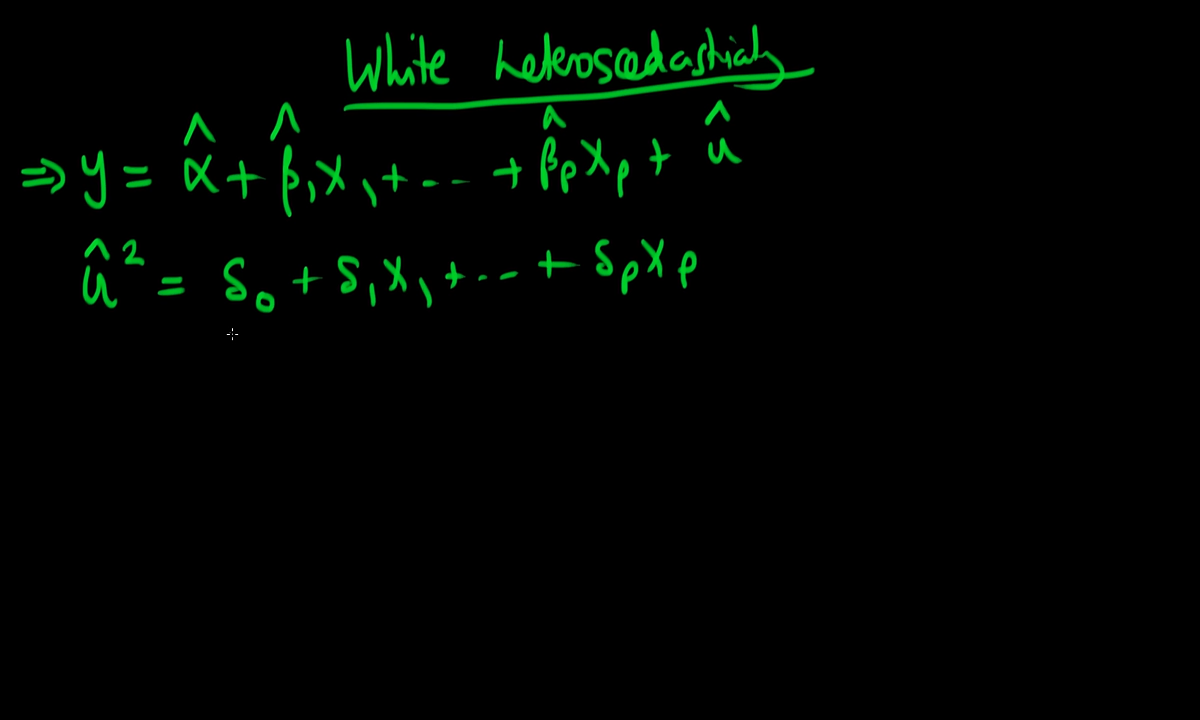 White heteroscedasticity
⇒ y = α̂ + β̂₁x₁ + ... + β̂ₚxₚ + û
û² = δ₀ + δ₁x₁ + ... + δₚxₚ